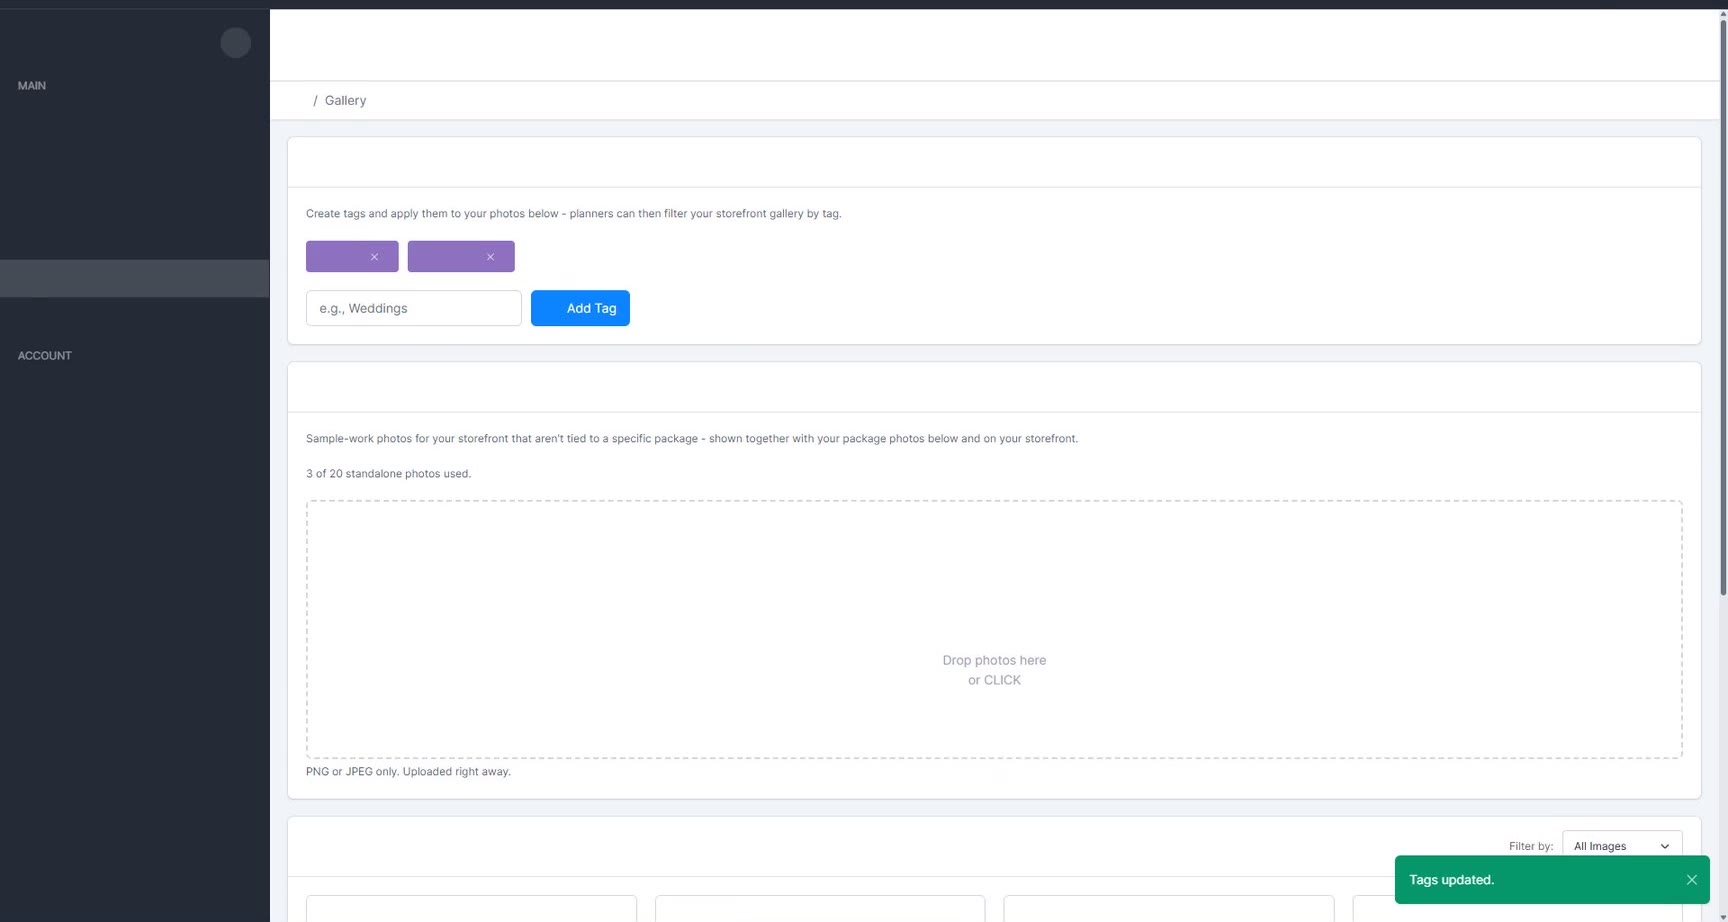 MAIN
/ Gallery
Create tags and apply them to your photos below - planners can then filter your storefront gallery by tag.
e.g., Weddings
Add Tag
ACCOUNT
Sample-work photos for your storefront that aren't tied to a specific package - shown together with your package photos below and on your storefront.
3 of 20 standalone photos used.
Drop photos here
or CLICK
PNG or JPEG only. Uploaded right away.
Filter by: All Images
Tags updated.